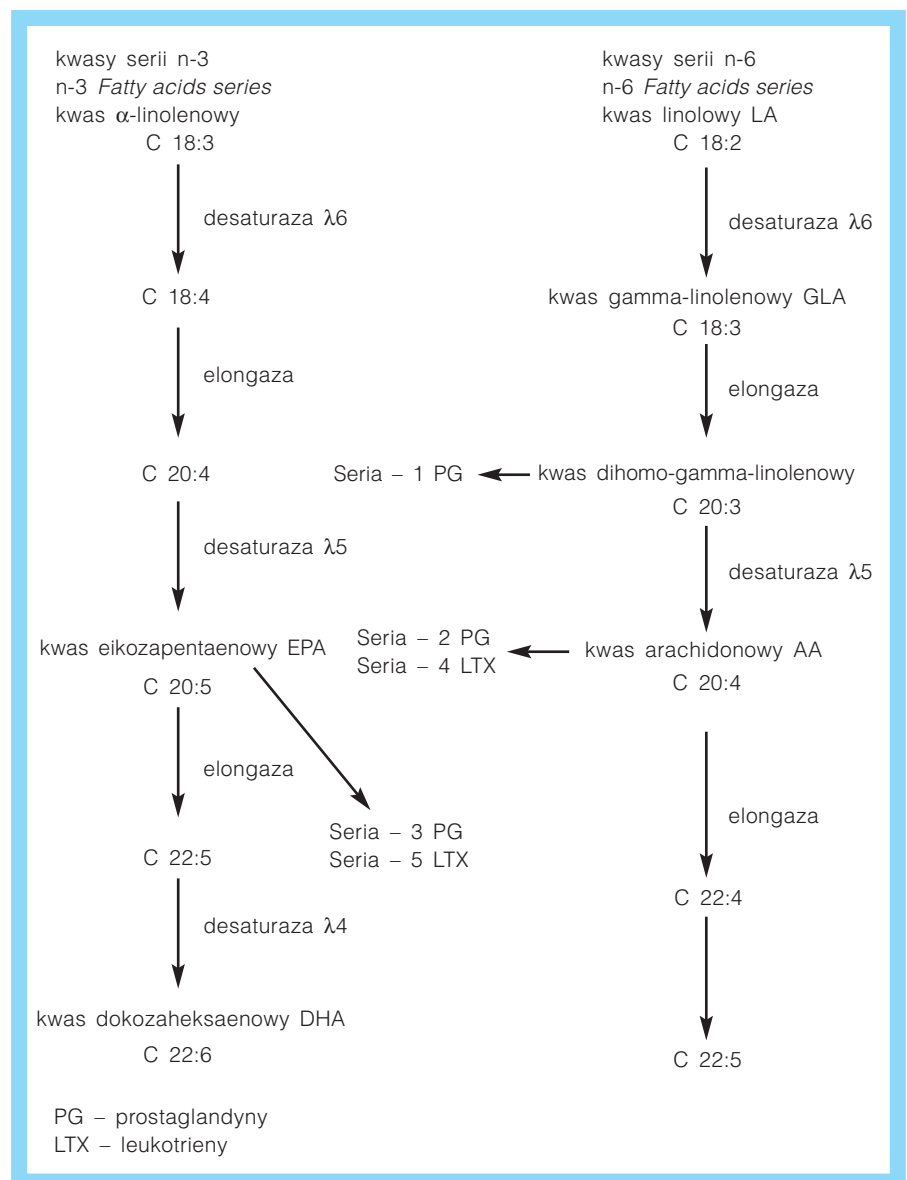 kwasy serii n-3
n-3 Fatty acids series
kwas α-linolenowy
C 18:3
desaturaza λ6
C 18:4
elongaza
C 20:4
desaturaza λ5
kwas eikozapentaenowy EPA
C 20:5
elongaza
C 22:5
desaturaza λ4
kwas dokozaheksaenowy DHA
C 22:6
Seria – 3 PG
Seria – 5 LTX
kwasy serii n-6
n-6 Fatty acids series
kwas linolowy LA
C 18:2
desaturaza λ6
kwas gamma-linolenowy GLA
C 18:3
elongaza
Seria – 1 PG
kwas dihomo-gamma-linolenowy
C 20:3
desaturaza λ5
Seria – 2 PG
Seria – 4 LTX
kwas arachidonowy AA
C 20:4
elongaza
C 22:4
C 22:5
PG – prostaglandyny
LTX – leukotrieny